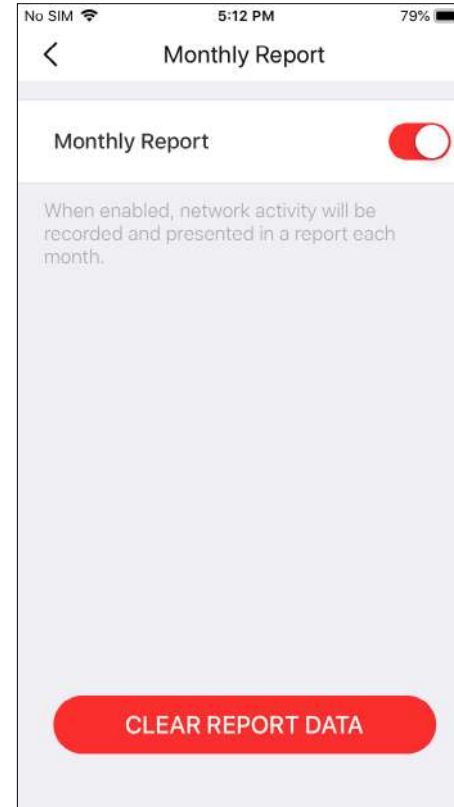 No SIM 5:12 PM 79%
Monthly Report
Monthly Report
When enabled, network activity will be
recorded and presented in a report each
month.
CLEAR REPORT DATA